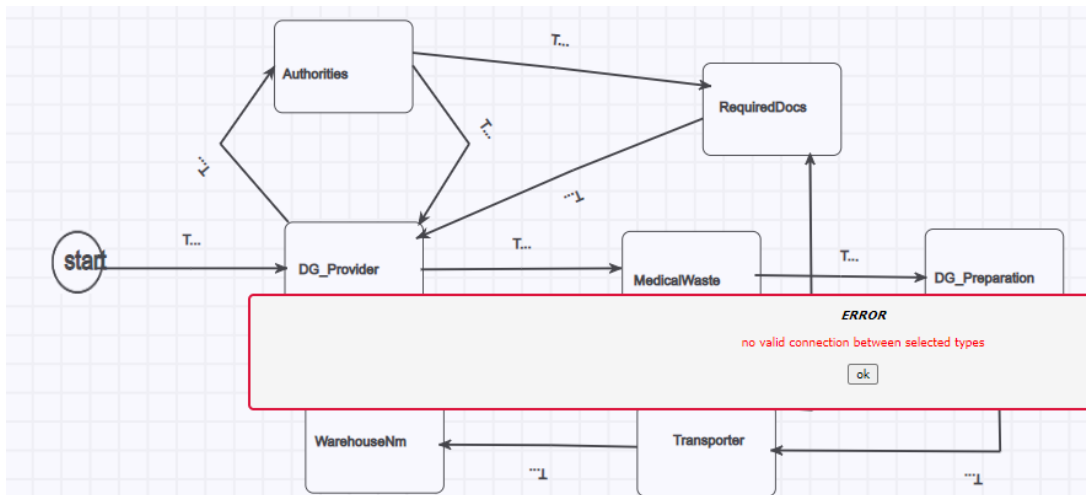 T...
Authorities
RequiredDocs
T...
T...
T...
T...
T...
T...
start
DG_Provider
MedicalWaste
DG_Preparation
ERROR
no valid connection between selected types
ok
WarehouseNm
Transporter
T...
T...